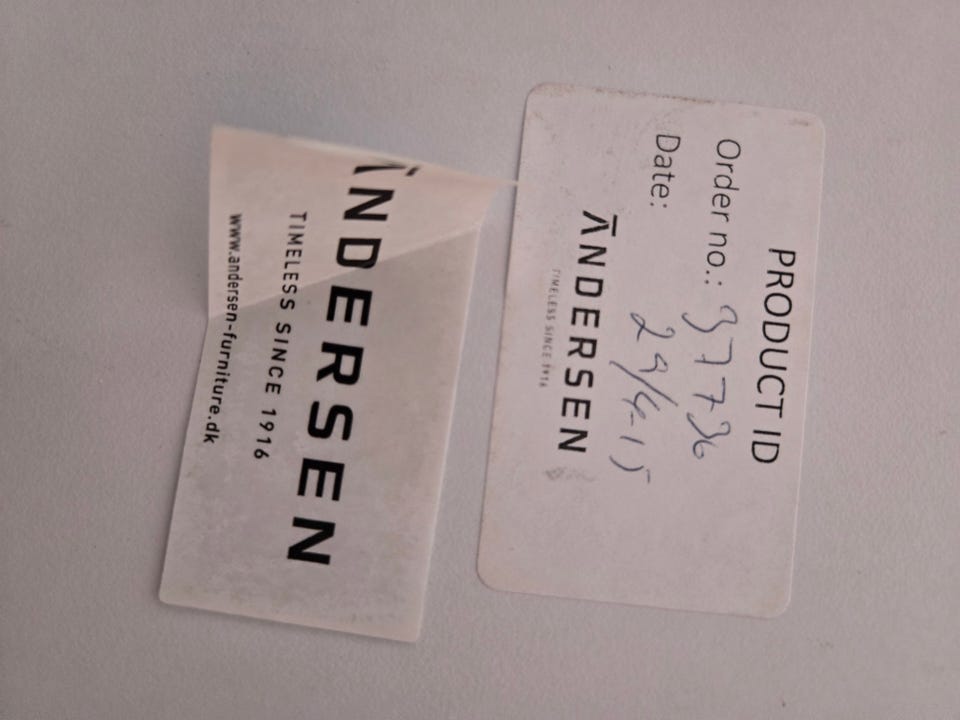 PRODUCT ID
Order no.: 37736
Date: 29/4-15
ĀNDERSEN
TIMELESS SINCE 1916
ĀNDERSEN
TIMELESS SINCE 1916
www.andersen-furniture.dk